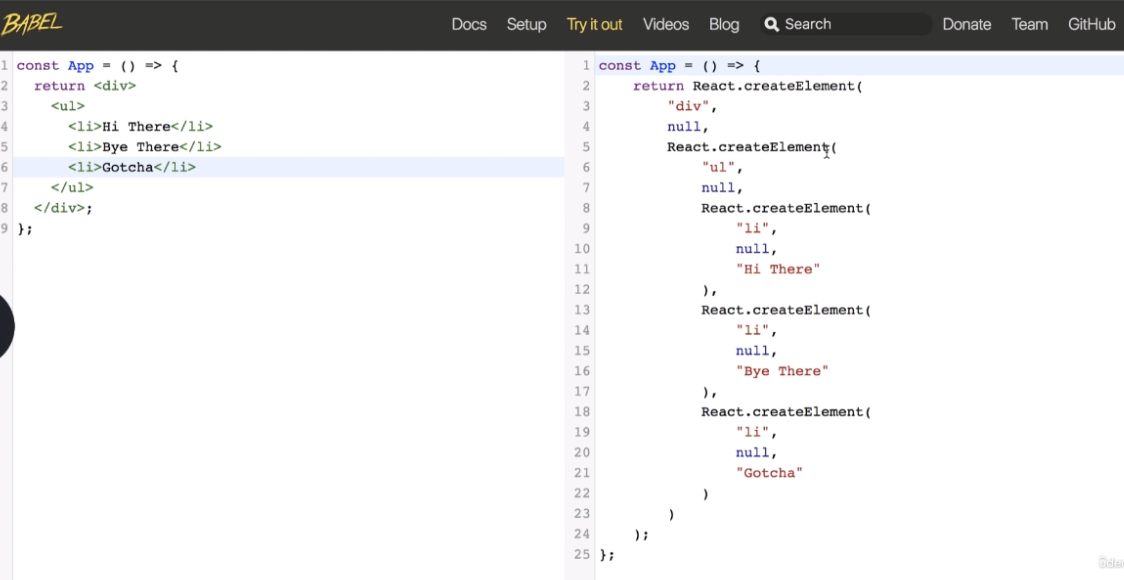 BABEL
Docs Setup Try it out Videos Blog Search Donate Team GitHub
1 const App = () => {
2   return <div>
3     <ul>
4       <li>Hi There</li>
5       <li>Bye There</li>
6       <li>Gotcha</li>
7     </ul>
8   </div>;
9 };
1 const App = () => {
2     return React.createElement(
3         "div",
4         null,
5         React.createElement(
6             "ul",
7             null,
8             React.createElement(
9                 "li",
10                 null,
11                 "Hi There"
12             ),
13             React.createElement(
14                 "li",
15                 null,
16                 "Bye There"
17             ),
18             React.createElement(
19                 "li",
20                 null,
21                 "Gotcha"
22             )
23         )
24     );
25 };